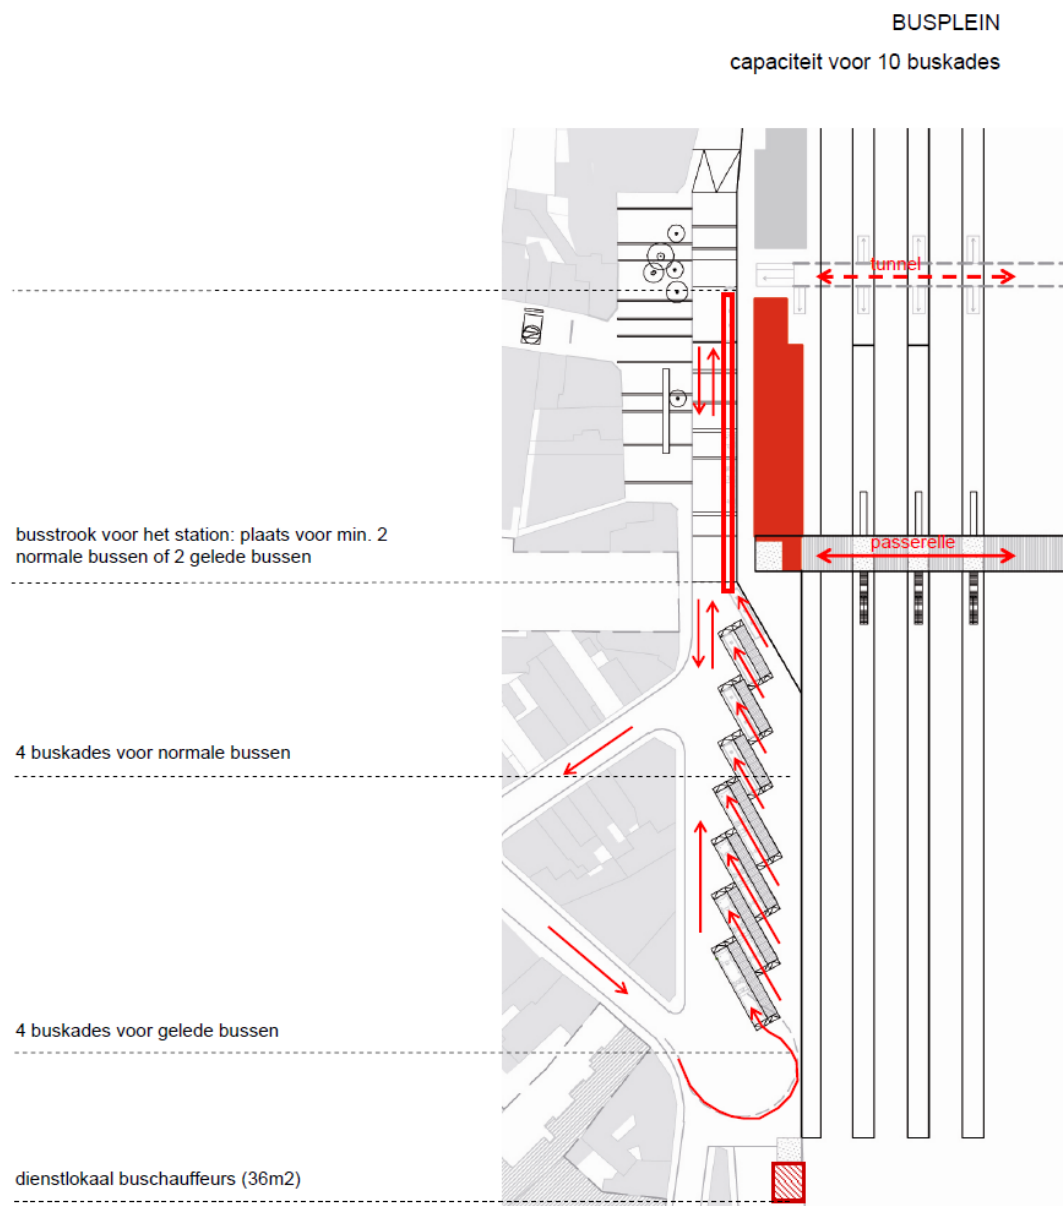 BUSPLEIN
capaciteit voor 10 buskades
tunnel
busstrook voor het station: plaats voor min. 2
normale bussen of 2 gelede bussen
passerelle
4 buskades voor normale bussen
4 buskades voor gelede bussen
dienstlokaal buschauffeurs (36m2)